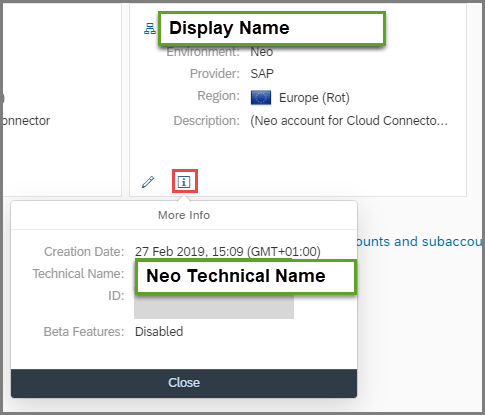 Display Name
Environment: Neo
Provider: SAP
Region: Europe (Rot)
Description: (Neo account for Cloud Connecto...
onnector
More Info
Creation Date: 27 Feb 2019, 15:09 (GMT+01:00)
ounts and subaccou
Technical Name: Neo Technical Name
ID:
Beta Features: Disabled
Close